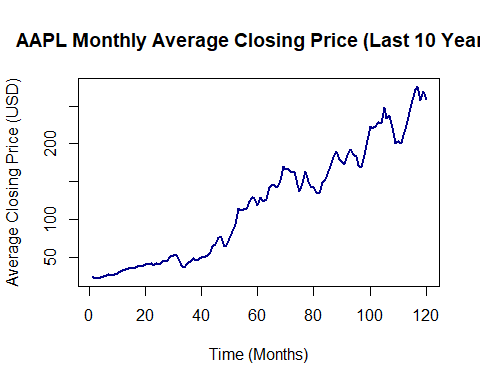 AAPL Monthly Average Closing Price (Last 10 Year
Average Closing Price (USD)
200
100
50
0 20 40 60 80 100 120
Time (Months)